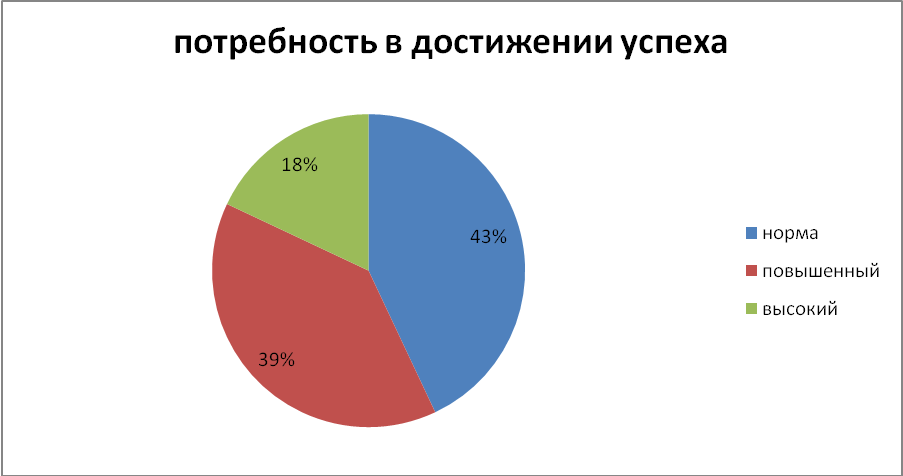 потребность в достижении успеха
18%
43%
39%
норма
повышенный
высокий